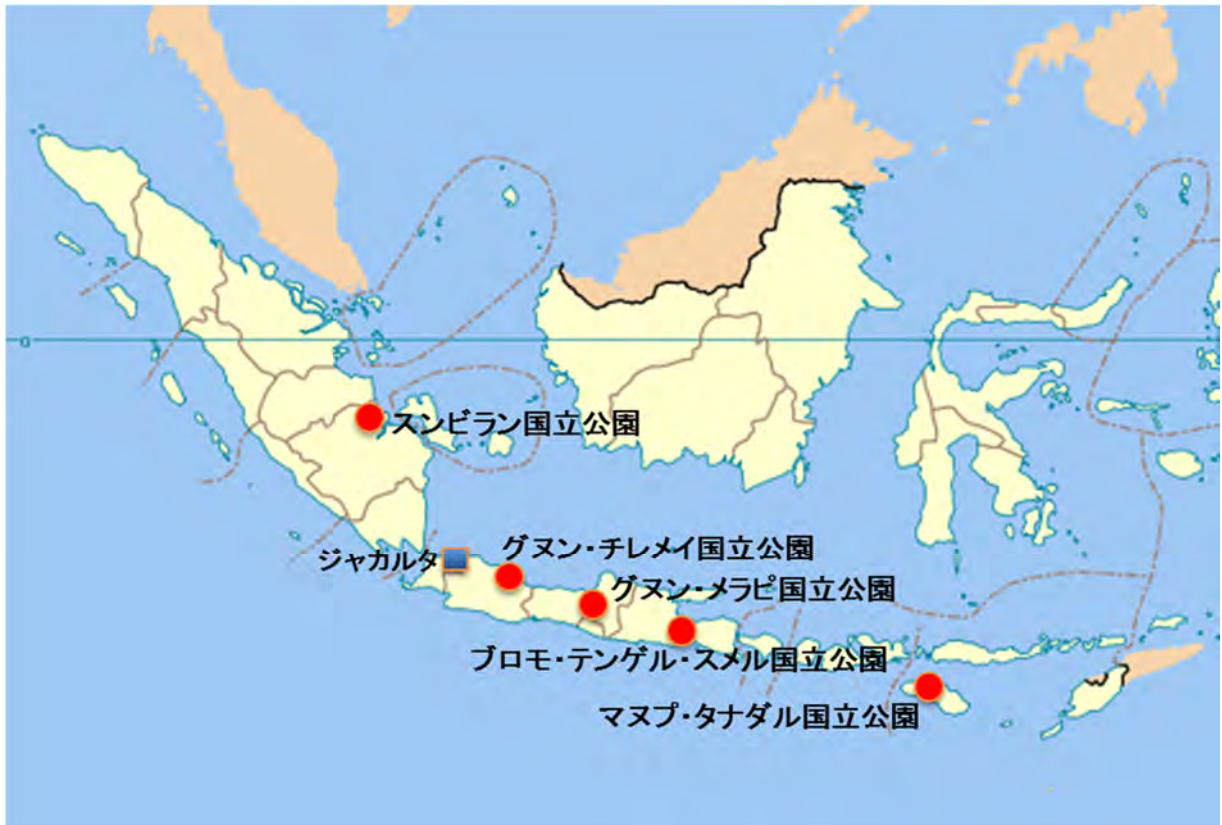 0
スンビラン国立公園
ジャカルタ
グヌン・チレメイ国立公園
グヌン・メラピ国立公園
ブロモ・テンゲル・スメル国立公園
マヌプ・タナダル国立公園